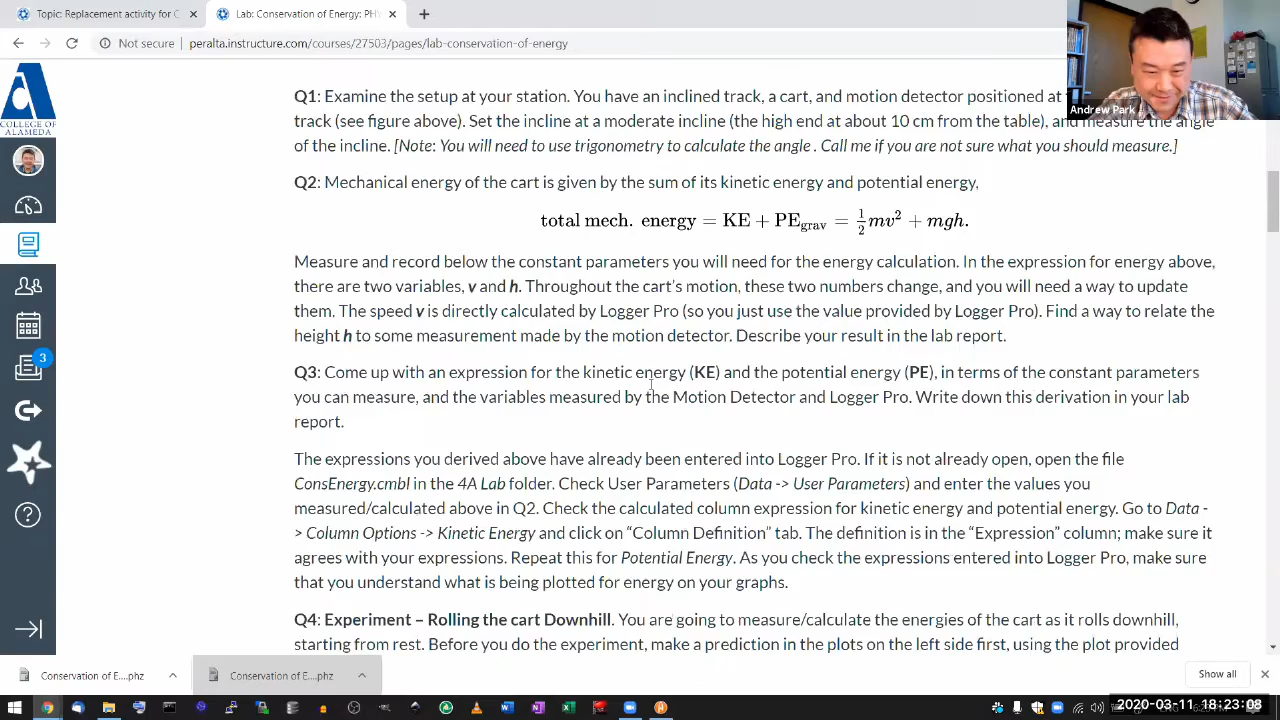 Topic: Replacement activity for C
Lab: Conservation of Energy: PHY
Not secure
peralta.instructure.com/courses/27503/pages/lab-conservation-of-energy
COLLEGE OF
ALAMEDA
3
Andrew Park
Q1: Examine the setup at your station. You have an inclined track, a cart, and motion detector positioned at
track (see figure above). Set the incline at a moderate incline (the high end at about 10 cm from the table), and measure the angle
of the incline. [Note: You will need to use trigonometry to calculate the angle . Call me if you are not sure what you should measure.]
Q2: Mechanical energy of the cart is given by the sum of its kinetic energy and potential energy,
total mech. energy = KE + PE_grav = 1/2 mv² + mgh.
Measure and record below the constant parameters you will need for the energy calculation. In the expression for energy above,
there are two variables, v and h. Throughout the cart's motion, these two numbers change, and you will need a way to update
them. The speed v is directly calculated by Logger Pro (so you just use the value provided by Logger Pro). Find a way to relate the
height h to some measurement made by the motion detector. Describe your result in the lab report.
Q3: Come up with an expression for the kinetic energy (KE) and the potential energy (PE), in terms of the constant parameters
you can measure, and the variables measured by the Motion Detector and Logger Pro. Write down this derivation in your lab
report.
The expressions you derived above have already been entered into Logger Pro. If it is not already open, open the file
ConsEnergy.cmbl in the 4A Lab folder. Check User Parameters (Data -> User Parameters) and enter the values you
measured/calculated above in Q2. Check the calculated column expression for kinetic energy and potential energy. Go to Data -
> Column Options -> Kinetic Energy and click on "Column Definition" tab. The definition is in the "Expression" column; make sure it
agrees with your expressions. Repeat this for Potential Energy. As you check the expressions entered into Logger Pro, make sure
that you understand what is being plotted for energy on your graphs.
Q4: Experiment – Rolling the cart Downhill. You are going to measure/calculate the energies of the cart as it rolls downhill,
starting from rest. Before you do the experiment, make a prediction in the plots on the left side first, using the plot provided
Conservation of E....phz
Conservation of E....phz
Show all
2020-03-11 18:23:08